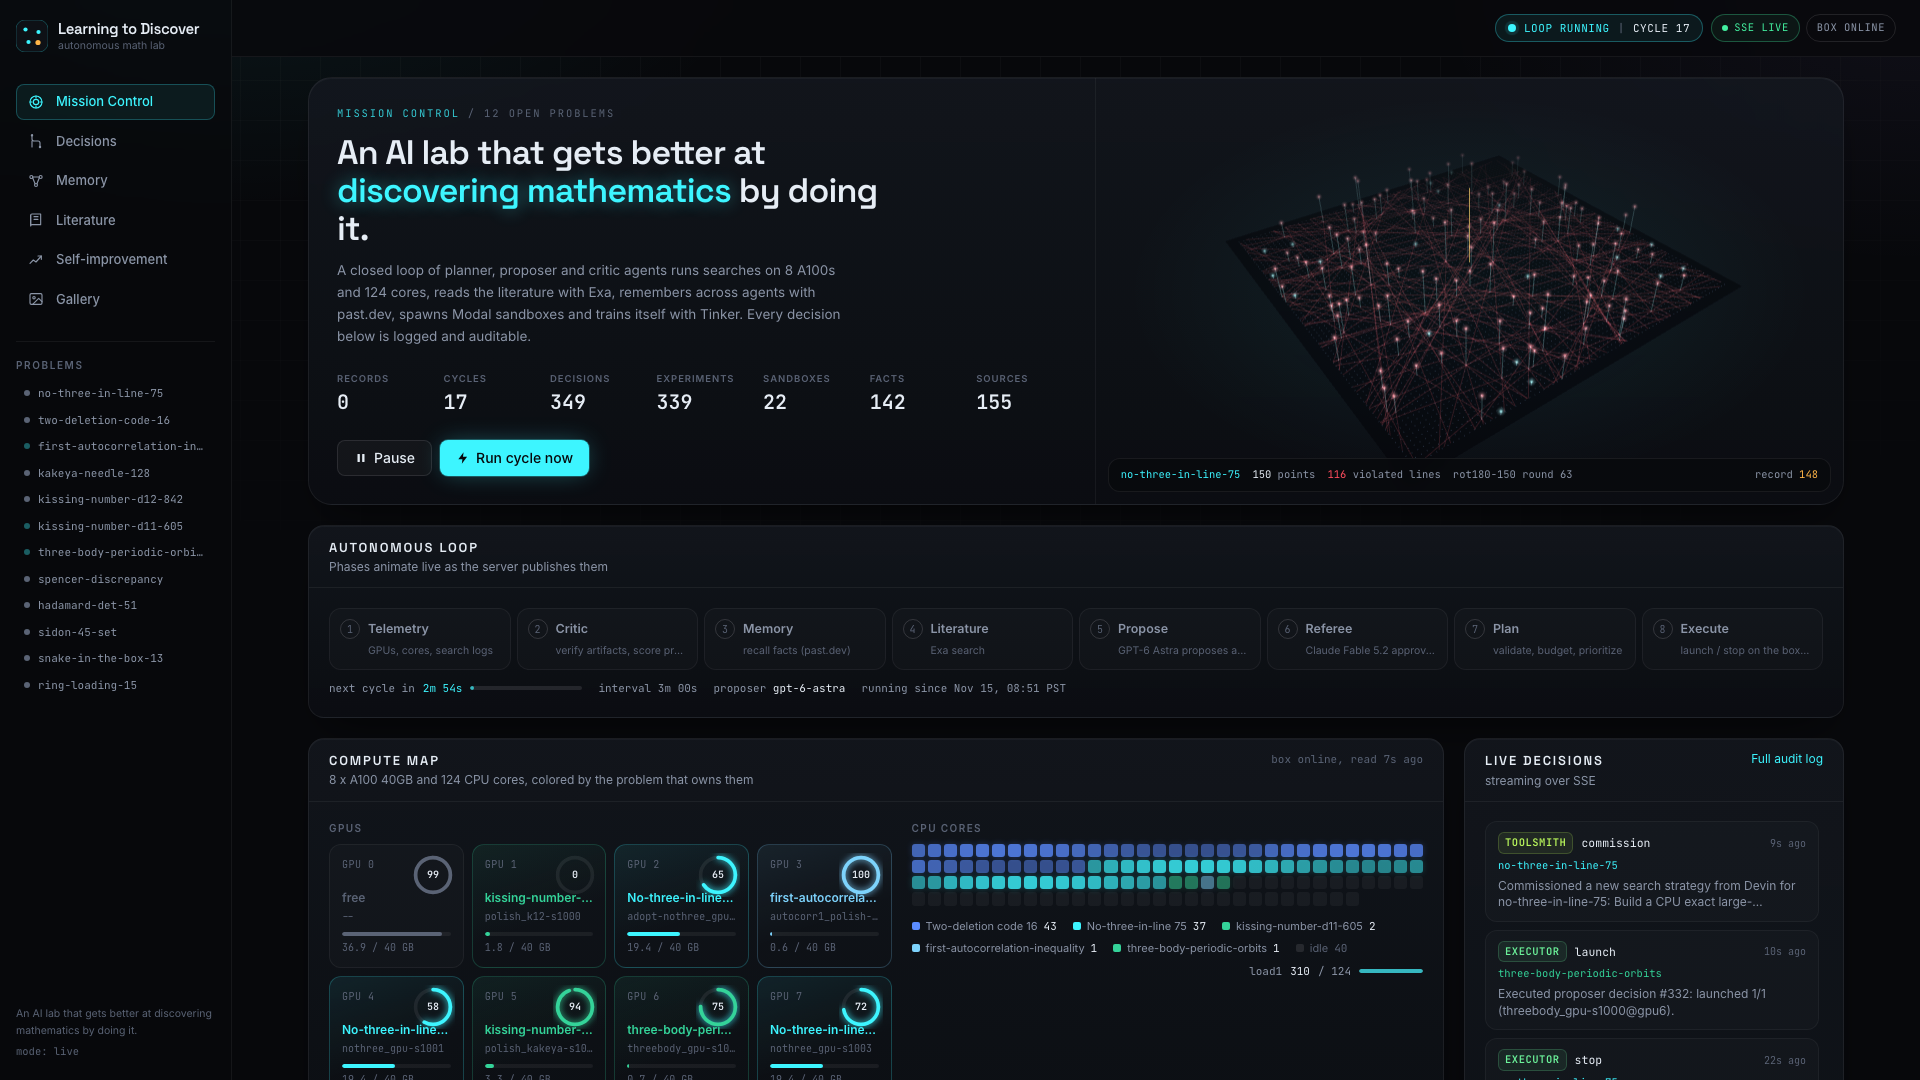 Learning to Discover
autonomous math lab
LOOP RUNNING | CYCLE 17
SSE LIVE
BOX ONLINE
Mission Control
Decisions
Memory
Literature
Self-improvement
Gallery
PROBLEMS
no-three-in-line-75
two-deletion-code-16
first-autocorrelation-in…
kakeya-needle-128
kissing-number-d12-842
kissing-number-d11-605
three-body-periodic-orbi…
spencer-discrepancy
hadamard-det-51
sidon-45-set
snake-in-the-box-13
ring-loading-15
An AI lab that gets better at discovering
mathematics by doing it.
mode: live
MISSION CONTROL / 12 OPEN PROBLEMS
An AI lab that gets better at
discovering mathematics by doing
it.
A closed loop of planner, proposer and critic agents runs searches on 8 A100s
and 124 cores, reads the literature with Exa, remembers across agents with
past.dev, spawns Modal sandboxes and trains itself with Tinker. Every decision
below is logged and auditable.
RECORDS CYCLES DECISIONS EXPERIMENTS SANDBOXES FACTS SOURCES
0 17 349 339 22 142 155
Pause
Run cycle now
no-three-in-line-75 150 points 116 violated lines rot180-150 round 63 record 148
AUTONOMOUS LOOP
Phases animate live as the server publishes them
1 Telemetry
GPUs, cores, search logs
2 Critic
verify artifacts, score pr…
3 Memory
recall facts (past.dev)
4 Literature
Exa search
5 Propose
GPT-6 Astra proposes a…
6 Referee
Claude Fable 5.2 approv…
7 Plan
validate, budget, prioritize
8 Execute
launch / stop on the box…
next cycle in 2m 54s interval 3m 00s proposer gpt-6-astra running since Nov 15, 08:51 PST
COMPUTE MAP
8 x A100 40GB and 124 CPU cores, colored by the problem that owns them
box online, read 7s ago
GPUS
GPU 0 99
free
--
36.9 / 40 GB
GPU 1 0
kissing-number-…
polish_k12-s1000
1.8 / 40 GB
GPU 2 65
No-three-in-line…
adopt-nothree_gpu…
19.4 / 40 GB
GPU 3 100
first-autocorrela…
autocorr1_polish-…
0.6 / 40 GB
GPU 4 58
No-three-in-line…
nothree_gpu-s1001
19.4 / 40 GB
GPU 5 94
kissing-number-…
polish_kakeya-s10…
3.3 / 40 GB
GPU 6 75
three-body-peri…
threebody_gpu-s10…
0.7 / 40 GB
GPU 7 72
No-three-in-line…
nothree_gpu-s1003
19.4 / 40 GB
CPU CORES
Two-deletion code 16 43 No-three-in-line 75 37 kissing-number-d11-605 2
first-autocorrelation-inequality 1 three-body-periodic-orbits 1 idle 40
load1 310 / 124
LIVE DECISIONS
streaming over SSE
Full audit log
TOOLSMITH commission 9s ago
no-three-in-line-75
Commissioned a new search strategy from Devin for
no-three-in-line-75: Build a CPU exact large-…
EXECUTOR launch 10s ago
three-body-periodic-orbits
Executed proposer decision #332: launched 1/1
(threebody_gpu-s1000@gpu6).
EXECUTOR stop 22s ago